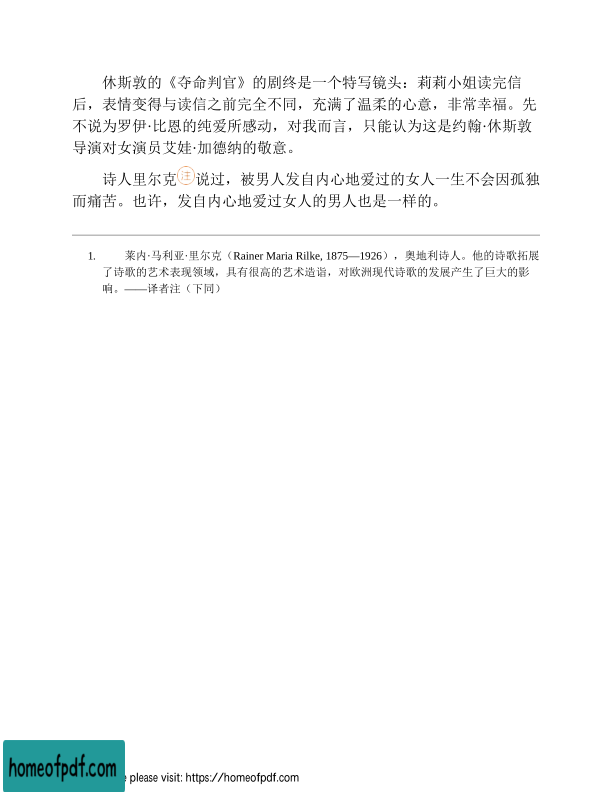 休斯敦的《夺命判官》的剧终是一个特写镜头：莉莉小姐读完信
后，表情变得与读信之前完全不同，充满了温柔的心意，非常幸福。先
不说为罗伊·比恩的纯爱所感动，对我而言，只能认为这是约翰·休斯敦
导演对女演员艾娃·加德纳的敬意。
诗人里尔克注说过，被男人发自内心地爱过的女人一生不会因孤独
而痛苦。也许，发自内心地爱过女人的男人也是一样的。
1. 莱内·马利亚·里尔克（Rainer Maria Rilke, 1875—1926），奥地利诗人。他的诗歌拓展
了诗歌的艺术表现领域，具有很高的艺术造诣，对欧洲现代诗歌的发展产生了巨大的影
响。——译者注（下同）
homeofpdf.com
e please visit: https://homeofpdf.com